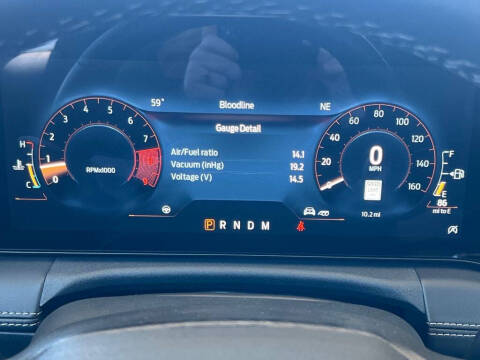 59° Bloodline NE
Gauge Detail
Air/Fuel ratio 14.1
Vacuum (inHg) 19.2
Voltage (V) 14.5
0 1 2 3 4 5 6 7
RPMx1000
H
C
20 40 60 80 100 120 140 160
0
MPH
SPEED
LIMIT
F
E
86
mi to E
10.2 mi
P R N D M